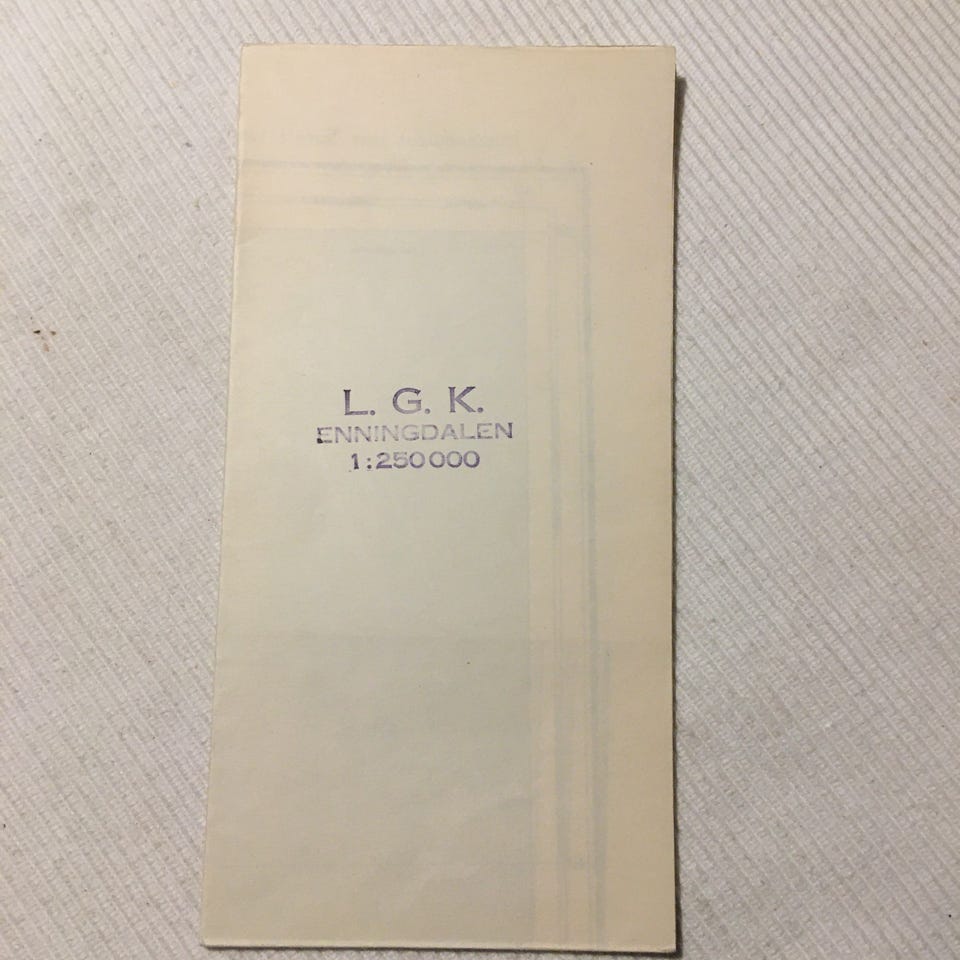 L. G. K.
ENNINGDALEN
1:250000